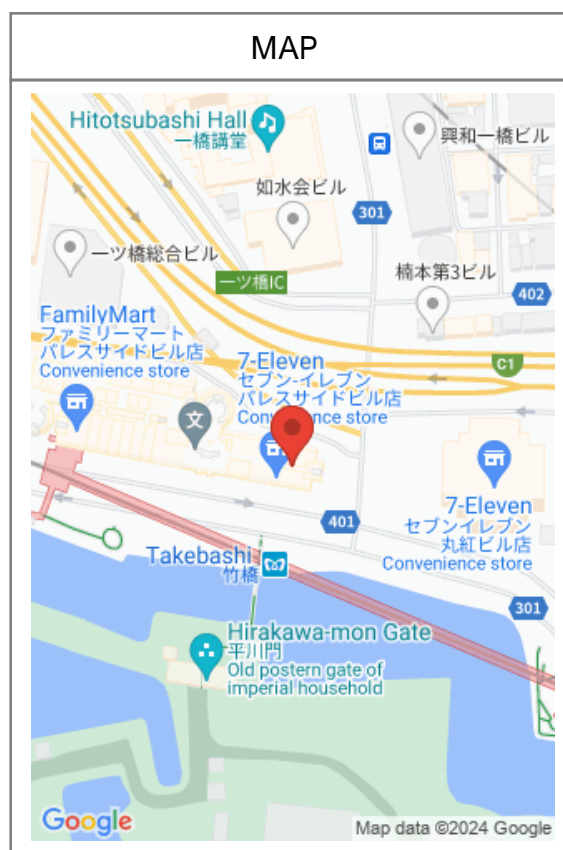 MAP
Hitotsubashi Hall
一橋講堂
興和一橋ビル
如水会ビル
301
一ツ橋総合ビル
一ツ橋IC
楠本第3ビル
402
FamilyMart
ファミリーマート
パレスサイドビル店
Convenience store
7-Eleven
セブン-イレブン
パレスサイドビル店
Convenience store
C1
文
401
7-Eleven
セブンイレブン
丸紅ビル店
Convenience store
Takebashi
竹橋
301
Hirakawa-mon Gate
平川門
Old postern gate of
imperial household
Google
Map data ©2024 Google